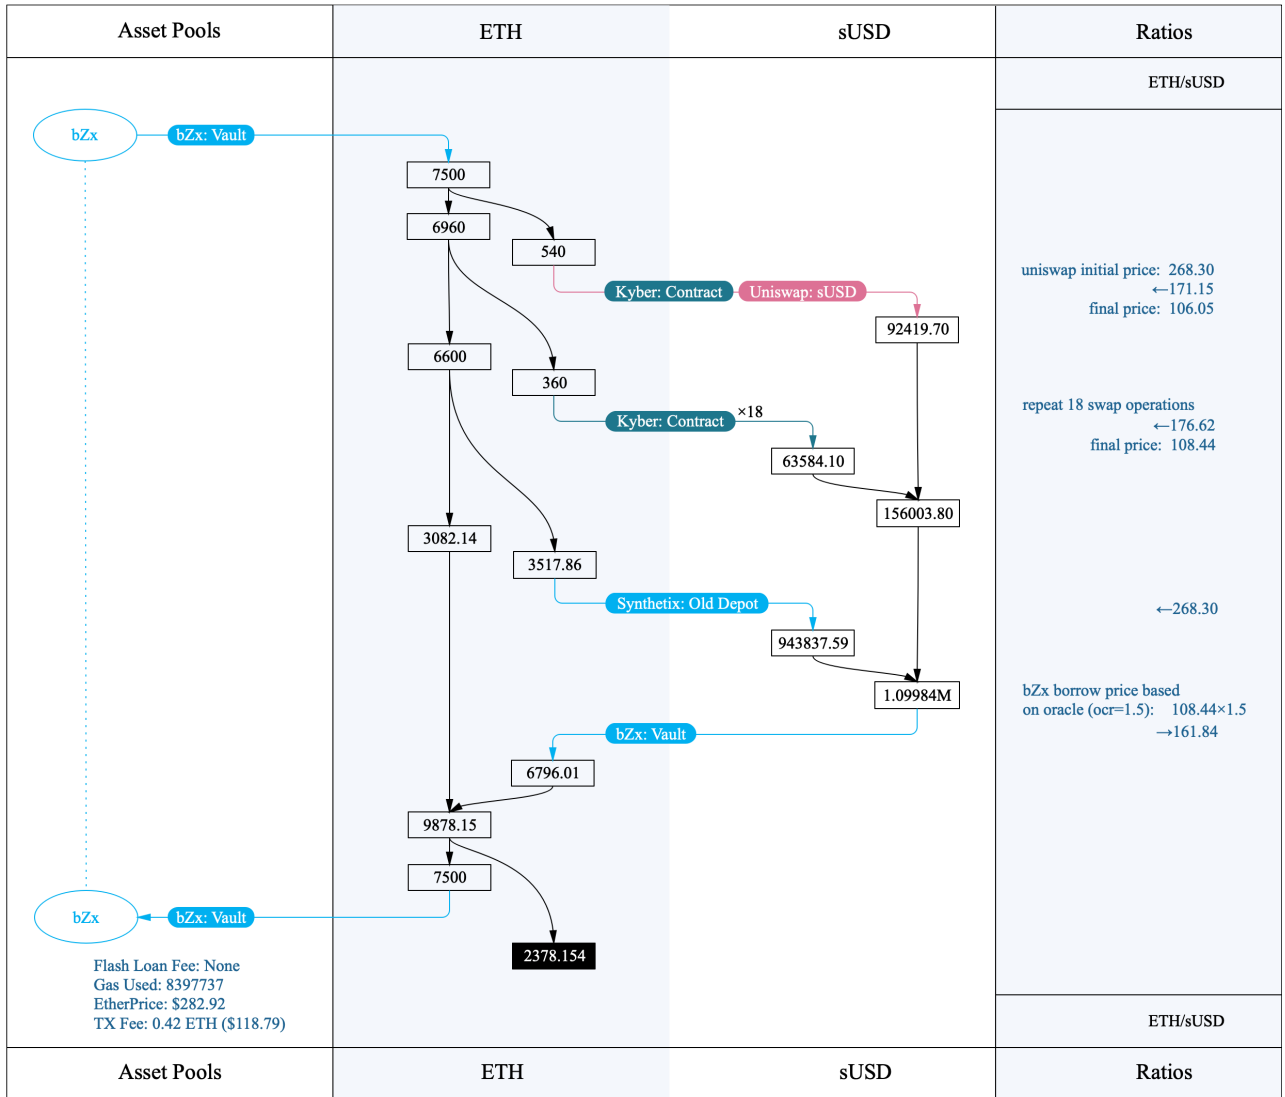 Asset Pools
ETH
sUSD
Ratios
ETH/sUSD
bZx
bZx: Vault
7500
6960
540
Kyber: Contract
Uniswap: sUSD
uniswap initial price: 268.30
←171.15
final price: 106.05
92419.70
6600
360
Kyber: Contract
×18
repeat 18 swap operations
←176.62
final price: 108.44
63584.10
156003.80
3082.14
3517.86
Synthetix: Old Depot
←268.30
943837.59
1.09984M
bZx borrow price based
on oracle (ocr=1.5): 108.44×1.5
→161.84
bZx: Vault
6796.01
9878.15
7500
bZx
bZx: Vault
2378.154
Flash Loan Fee: None
Gas Used: 8397737
EtherPrice: $282.92
TX Fee: 0.42 ETH ($118.79)
ETH/sUSD
Asset Pools
ETH
sUSD
Ratios